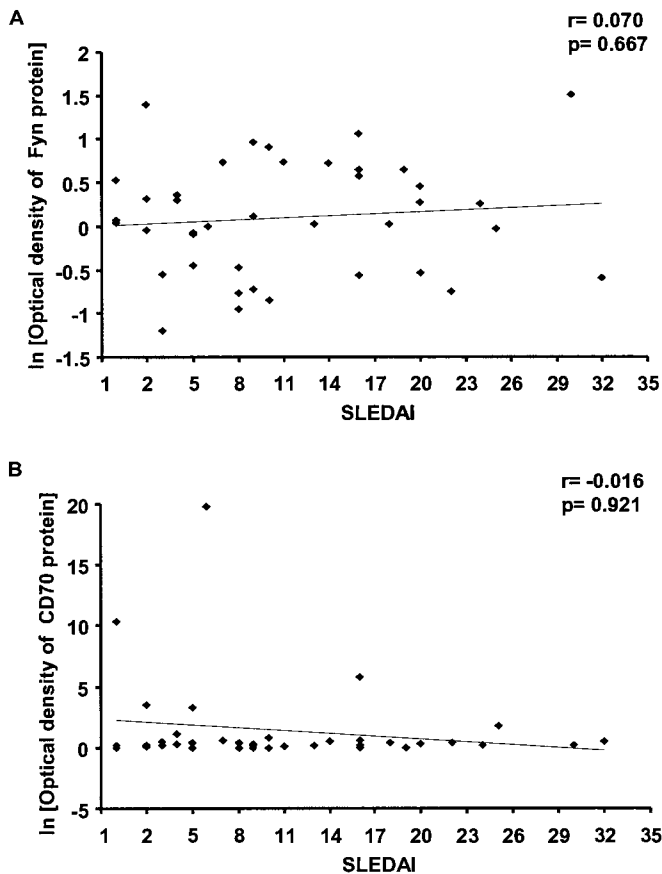 A
r= 0.070
p= 0.667
ln [Optical density of Fyn protein]
2
1.5
1
0.5
0
-0.5
-1
-1.5
1 2 5 8 11 14 17 20 23 26 29 32 35
SLEDAI
B
r= -0.016
p= 0.921
ln [Optical density of CD70 protein]
20
15
10
5
0
-5
1 2 5 8 11 14 17 20 23 26 29 32 35
SLEDAI